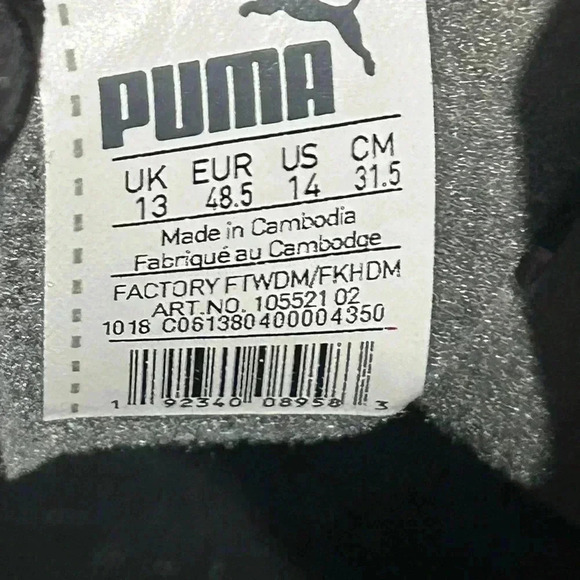 PUMA
UK EUR US CM
13 48.5 14 31.5
Made in Cambodia
Fabriqué au Cambodge
FACTORY FTWDM/FKHDM
ART.NO. 105521 02
1018 C061380400004350
1 92340 08958 3